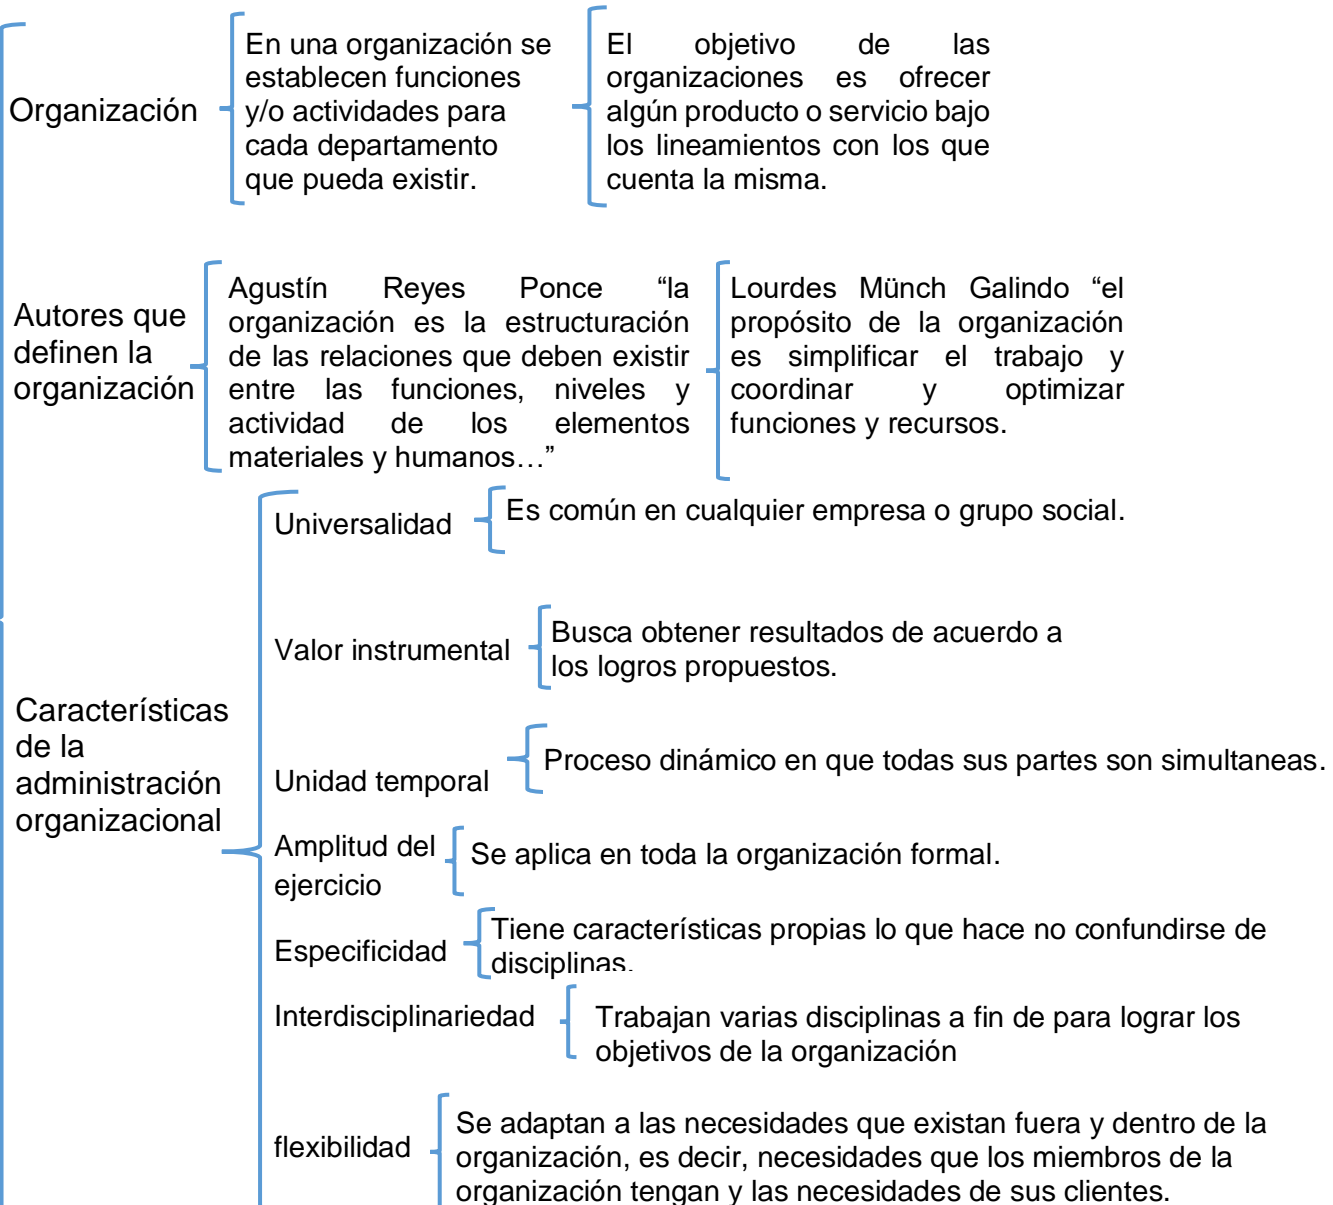 Organización
En una organización se
establecen funciones
y/o actividades para
cada departamento
que pueda existir.
El objetivo de las
organizaciones es ofrecer
algún producto o servicio bajo
los lineamientos con los que
cuenta la misma.
Autores que
definen la
organización
Agustín Reyes Ponce “la
organización es la estructuración
de las relaciones que deben existir
entre las funciones, niveles y
actividad de los elementos
materiales y humanos…”
Lourdes Münch Galindo “el
propósito de la organización
es simplificar el trabajo y
coordinar y optimizar
funciones y recursos.
Características
de la
administración
organizacional
Universalidad
Es común en cualquier empresa o grupo social.
Valor instrumental
Busca obtener resultados de acuerdo a
los logros propuestos.
Unidad temporal
Proceso dinámico en que todas sus partes son simultaneas.
Amplitud del
ejercicio
Se aplica en toda la organización formal.
Especificidad
Tiene características propias lo que hace no confundirse de
disciplinas.
Interdisciplinariedad
Trabajan varias disciplinas a fin de para lograr los
objetivos de la organización
flexibilidad
Se adaptan a las necesidades que existan fuera y dentro de la
organización, es decir, necesidades que los miembros de la
organización tengan y las necesidades de sus clientes.